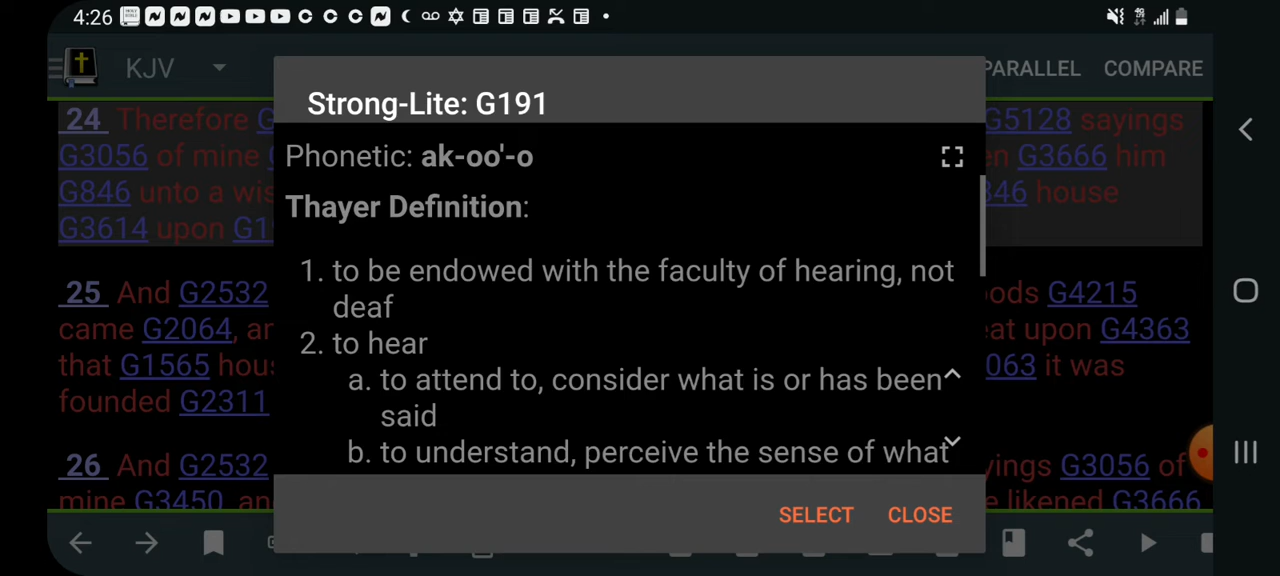 4:26
KJV
PARALLEL COMPARE
Strong-Lite: G191
Phonetic: ak-oo'-o
Thayer Definition:
1. to be endowed with the faculty of hearing, not
deaf
2. to hear
a. to attend to, consider what is or has been
said
b. to understand, perceive the sense of what
SELECT CLOSE
24 Therefore G5128 sayings
G3056 of mine G3666 him
G846 unto a house
G3614 upon
25 And G2532 G4215
came G2064, upon G4363
that G1565 it was
founded G2311
26 And G2532 G3056 of
mine G3450 likened G3666